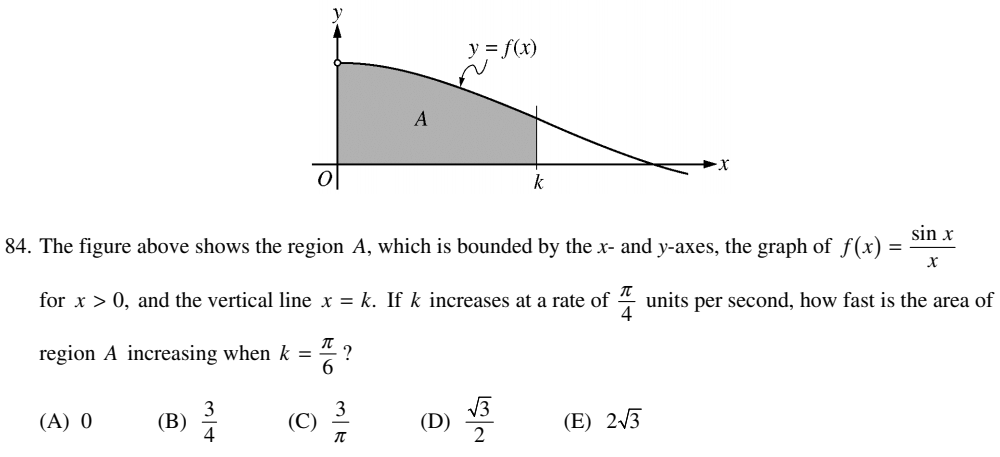 y
y = f(x)
A
O
k
x
84. The figure above shows the region A, which is bounded by the x- and y-axes, the graph of f(x) = sin x / x
for x > 0, and the vertical line x = k. If k increases at a rate of π/4 units per second, how fast is the area of
region A increasing when k = π/6 ?
(A) 0 (B) 3/4 (C) 3/π (D) √3/2 (E) 2√3